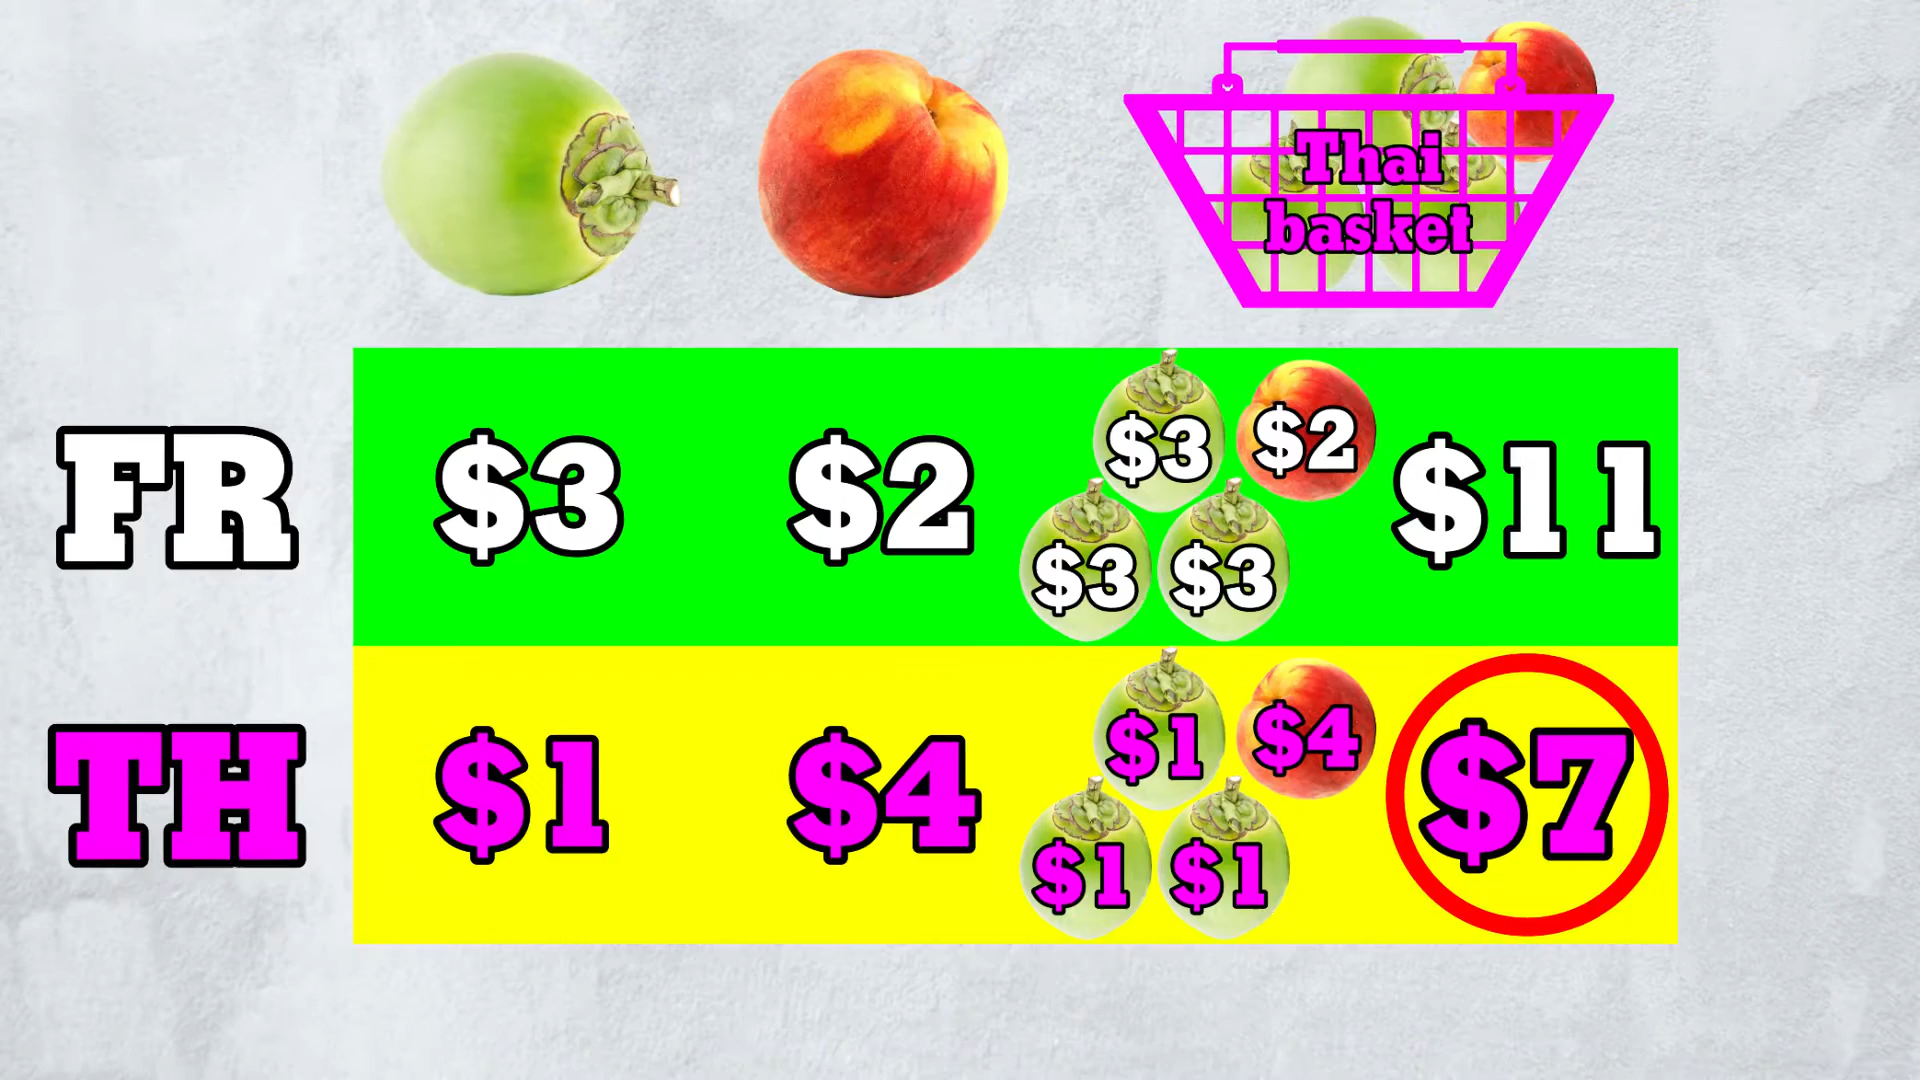 Thai
basket
FR $3 $2 $3 $2 $11
$3 $3
TH $1 $4 $1 $4 $7
$1 $1